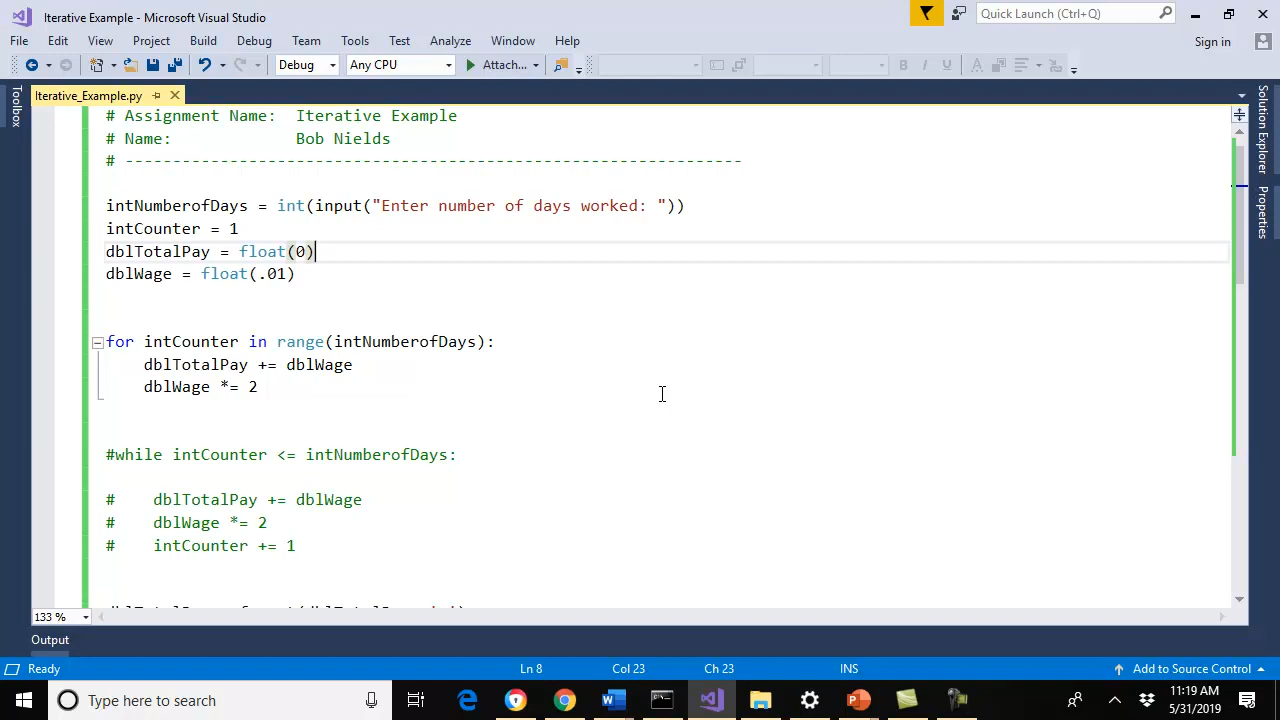 Iterative Example - Microsoft Visual Studio
Quick Launch (Ctrl+Q)
File Edit View Project Build Debug Team Tools Test Analyze Window Help
Sign in
Debug Any CPU Attach... B I U A
Iterative_Example.py
Toolbox
Solution Explorer
Properties
# Assignment Name:  Iterative Example
# Name:             Bob Nields
# -----------------------------------------------------------------
intNumberofDays = int(input("Enter number of days worked: "))
intCounter = 1
dblTotalPay = float(0)
dblWage = float(.01)
for intCounter in range(intNumberofDays):
    dblTotalPay += dblWage
    dblWage *= 2
#while intCounter <= intNumberofDays:
#    dblTotalPay += dblWage
#    dblWage *= 2
#    intCounter += 1
133 %
Output
Ready Ln 8 Col 23 Ch 23 INS Add to Source Control
Type here to search
11:19 AM
5/31/2019